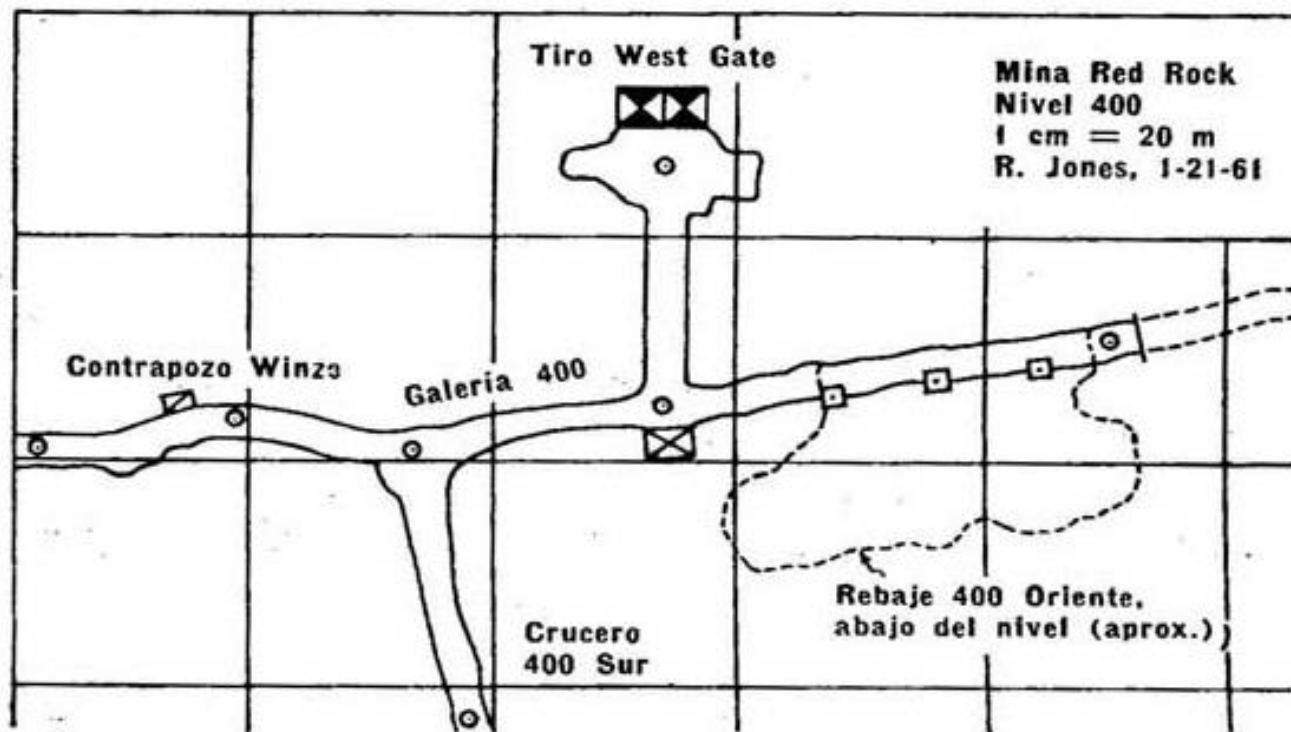 Tiro West Gate
Mina Red Rock
Nivel 400
1 cm = 20 m
R. Jones, 1-21-61
Contrapozo Winze
Galería 400
Crucero
400 Sur
Rebaje 400 Oriente,
abajo del nivel (aprox.)